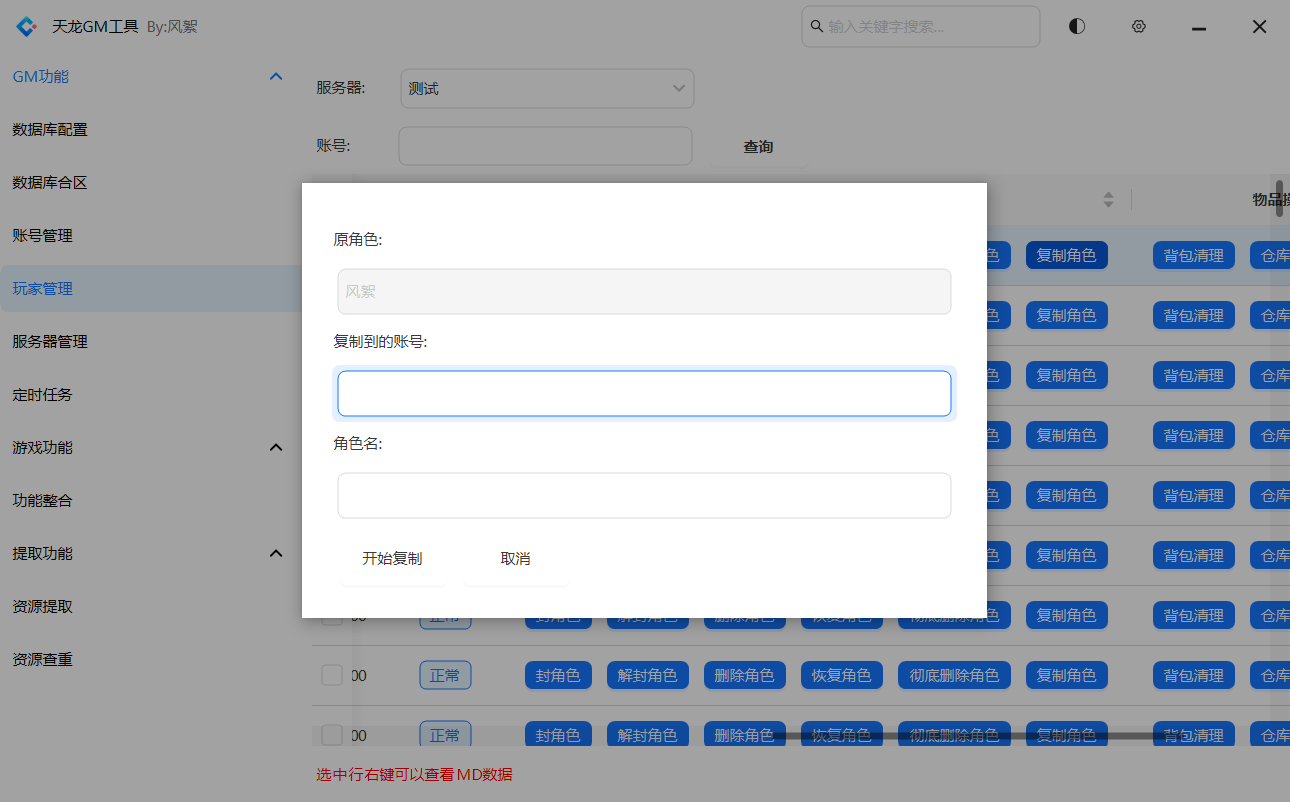 天龙GM工具 By:风絮
输入关键字搜索...
GM功能
数据库配置
数据库合区
账号管理
玩家管理
服务器管理
定时任务
游戏功能
功能整合
提取功能
资源提取
资源查重
服务器: 测试
账号: 查询
物品操
原角色:
风絮
复制到的账号:
角色名:
开始复制 取消
色 复制角色 背包清理 仓库
色 复制角色 背包清理 仓库
色 复制角色 背包清理 仓库
色 复制角色 背包清理 仓库
色 复制角色 背包清理 仓库
色 复制角色 背包清理 仓库
00 正常 封角色 解封角色 删除角色 恢复角色 彻底删除角色 复制角色 背包清理 仓库
00 正常 封角色 解封角色 删除角色 恢复角色 彻底删除角色 复制角色 背包清理 仓库
00 正常 封角色 解封角色 删除角色 恢复角色 彻底删除角色 复制角色 背包清理 仓库
选中行右键可以查看MD数据